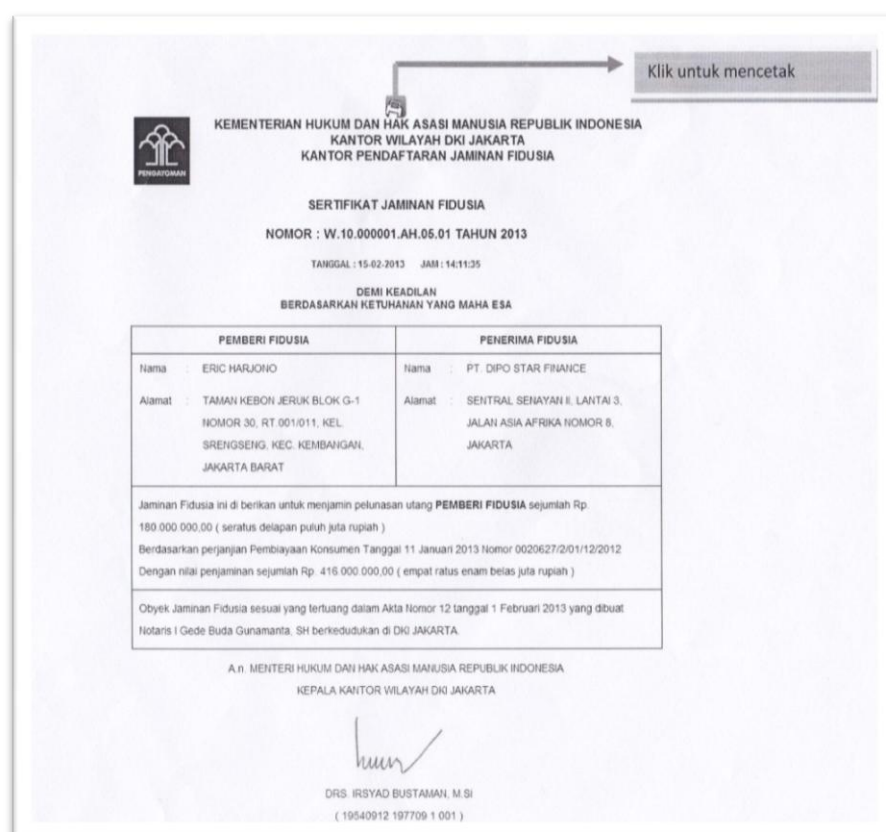 Klik untuk mencetak
KEMENTERIAN HUKUM DAN HAK ASASI MANUSIA REPUBLIK INDONESIA
KANTOR WILAYAH DKI JAKARTA
KANTOR PENDAFTARAN JAMINAN FIDUSIA
PENGAYOMAN
SERTIFIKAT JAMINAN FIDUSIA
NOMOR : W.10.000001.AH.05.01 TAHUN 2013
TANGGAL : 15-02-2013 JAM : 14:11:35
DEMI KEADILAN
BERDASARKAN KETUHANAN YANG MAHA ESA
PEMBERI FIDUSIA
Nama : ERIC HARJONO
Alamat : TAMAN KEBON JERUK BLOK G-1
NOMOR 30, RT.001/011, KEL.
SRENGSENG, KEC. KEMBANGAN,
JAKARTA BARAT
PENERIMA FIDUSIA
Nama : PT. DIPO STAR FINANCE
Alamat : SENTRAL SENAYAN II, LANTAI 3,
JALAN ASIA AFRIKA NOMOR 8,
JAKARTA
Jaminan Fidusia ini di berikan untuk menjamin pelunasan utang PEMBERI FIDUSIA sejumlah Rp.
180.000.000,00 ( seratus delapan puluh juta rupiah )
Berdasarkan perjanjian Pembiayaan Konsumen Tanggal 11 Januari 2013 Nomor 0020627/2/01/12/2012
Dengan nilai penjaminan sejumlah Rp. 416.000.000,00 ( empat ratus enam belas juta rupiah )
Obyek Jaminan Fidusia sesuai yang tertuang dalam Akta Nomor 12 tanggal 1 Februari 2013 yang dibuat
Notaris I Gede Buda Gunamanta, SH berkedudukan di DKI JAKARTA.
A.n. MENTERI HUKUM DAN HAK ASASI MANUSIA REPUBLIK INDONESIA
KEPALA KANTOR WILAYAH DKI JAKARTA
DRS. IRSYAD BUSTAMAN, M.SI
( 19540912 197709 1 001 )